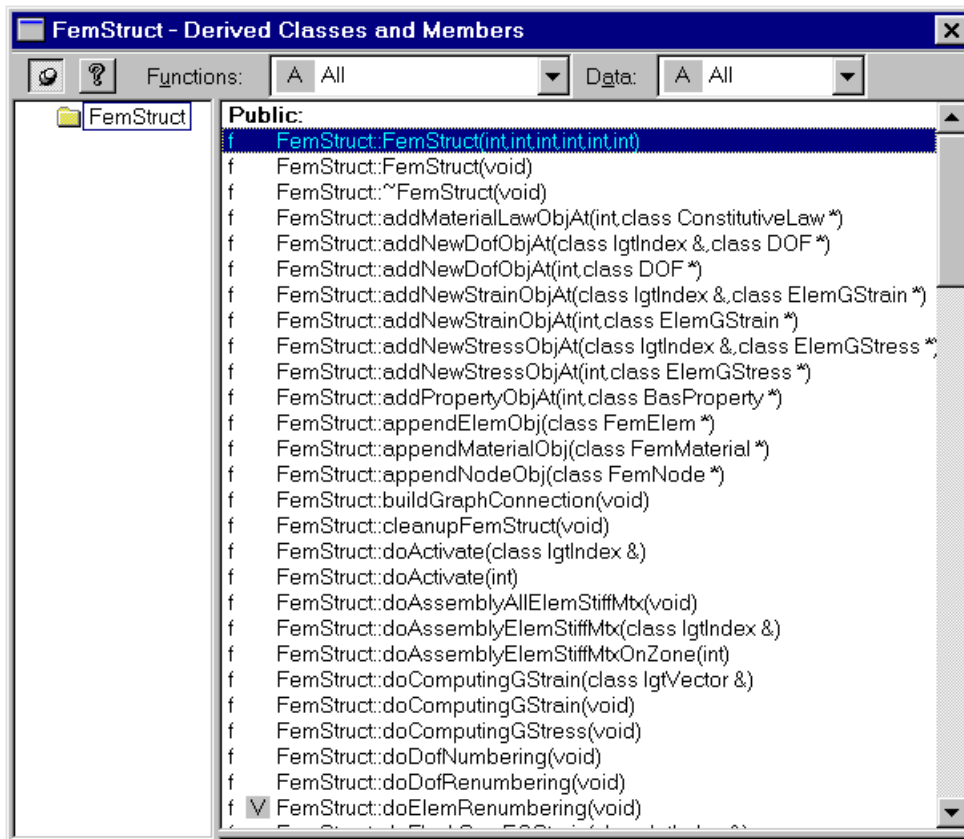 FemStruct - Derived Classes and Members
Functions: A All Data: A All
FemStruct
Public:
f FemStruct::FemStruct(int,int,int,int,int,int)
f FemStruct::FemStruct(void)
f FemStruct::~FemStruct(void)
f FemStruct::addMaterialLawObjAt(int,class ConstitutiveLaw *)
f FemStruct::addNewDofObjAt(class IgtIndex &,class DOF *)
f FemStruct::addNewDofObjAt(int,class DOF *)
f FemStruct::addNewStrainObjAt(class IgtIndex &,class ElemGStrain *)
f FemStruct::addNewStrainObjAt(int,class ElemGStrain *)
f FemStruct::addNewStressObjAt(class IgtIndex &,class ElemGStress *)
f FemStruct::addNewStressObjAt(int,class ElemGStress *)
f FemStruct::addPropertyObjAt(int,class BasProperty *)
f FemStruct::appendElemObj(class FemElem *)
f FemStruct::appendMaterialObj(class FemMaterial *)
f FemStruct::appendNodeObj(class FemNode *)
f FemStruct::buildGraphConnection(void)
f FemStruct::cleanupFemStruct(void)
f FemStruct::doActivate(class IgtIndex &)
f FemStruct::doActivate(int)
f FemStruct::doAssemblyAllElemStiffMtx(void)
f FemStruct::doAssemblyElemStiffMtx(class IgtIndex &)
f FemStruct::doAssemblyElemStiffMtxOnZone(int)
f FemStruct::doComputingGStrain(class IgtVector &)
f FemStruct::doComputingGStrain(void)
f FemStruct::doComputingGStress(void)
f FemStruct::doDofNumbering(void)
f FemStruct::doDofRenumbering(void)
f V FemStruct::doElemRenumbering(void)